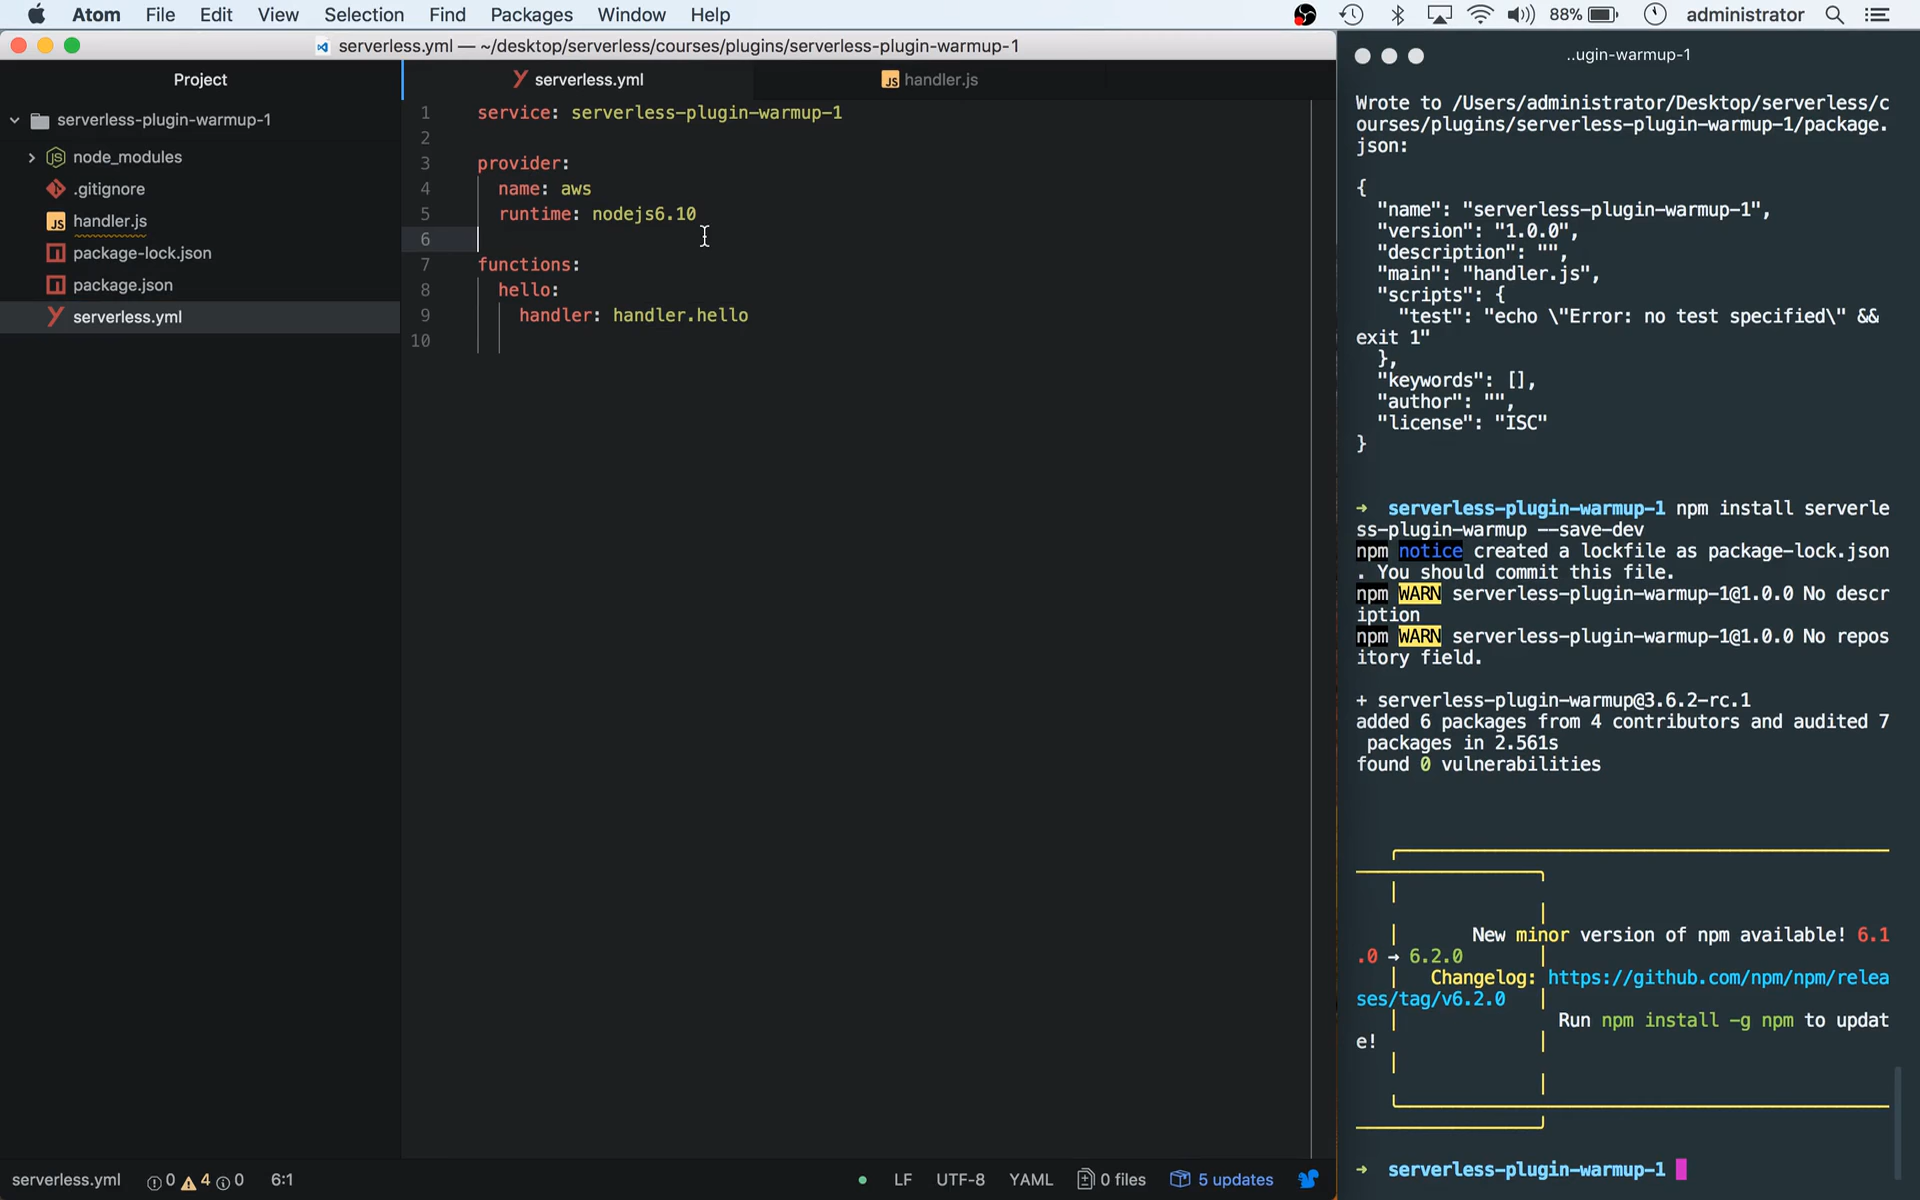 Atom File Edit View Selection Find Packages Window Help 88% administrator
serverless.yml — ~/desktop/serverless/courses/plugins/serverless-plugin-warmup-1
Project
serverless-plugin-warmup-1
node_modules
.gitignore
JS handler.js
package-lock.json
package.json
serverless.yml
serverless.yml
JS handler.js
1 service: serverless-plugin-warmup-1
2
3 provider:
4 name: aws
5 runtime: nodejs6.10
6
7 functions:
8 hello:
9 handler: handler.hello
10
serverless.yml 0 4 0 6:1
LF UTF-8 YAML 0 files 5 updates
..ugin-warmup-1
Wrote to /Users/administrator/Desktop/serverless/c
ourses/plugins/serverless-plugin-warmup-1/package.
json:
{
"name": "serverless-plugin-warmup-1",
"version": "1.0.0",
"description": "",
"main": "handler.js",
"scripts": {
"test": "echo \"Error: no test specified\" &&
exit 1"
},
"keywords": [],
"author": "",
"license": "ISC"
}
➜ serverless-plugin-warmup-1 npm install serverle
ss-plugin-warmup --save-dev
npm notice created a lockfile as package-lock.json
. You should commit this file.
npm WARN serverless-plugin-warmup-1@1.0.0 No descr
iption
npm WARN serverless-plugin-warmup-1@1.0.0 No repos
itory field.
+ serverless-plugin-warmup@3.6.2-rc.1
added 6 packages from 4 contributors and audited 7
packages in 2.561s
found 0 vulnerabilities
New minor version of npm available! 6.1
.0 → 6.2.0
Changelog: https://github.com/npm/npm/relea
ses/tag/v6.2.0
Run npm install -g npm to updat
e!
➜ serverless-plugin-warmup-1